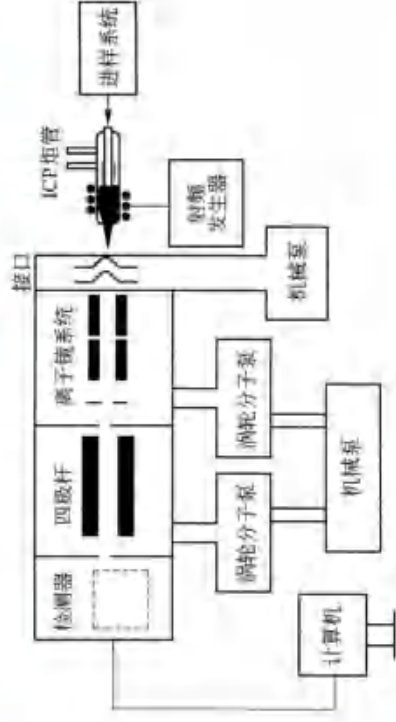 进样系统
ICP炬管
射频
发生器
接口
机械泵
离子镜系统
涡轮分子泵
四极杆
涡轮分子泵
机械泵
检测器
计算机